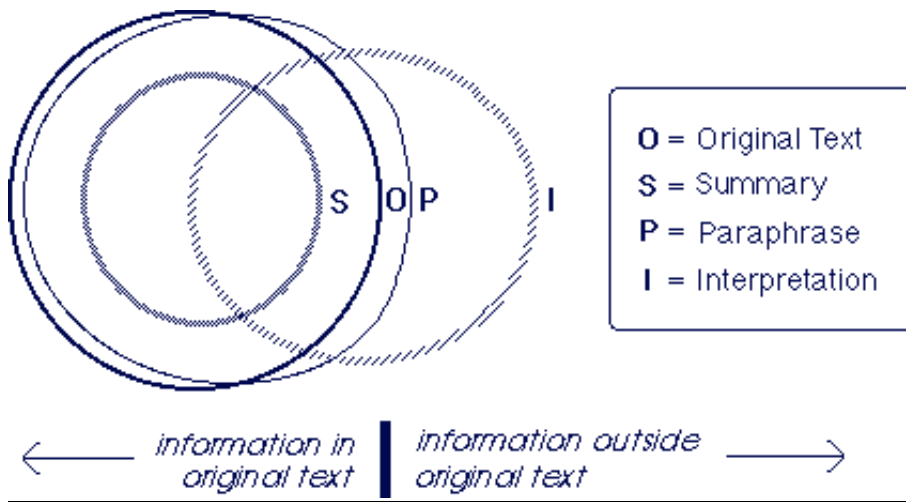 S O P I
O = Original Text
S = Summary
P = Paraphrase
I = Interpretation
information in
original text
information outside
original text